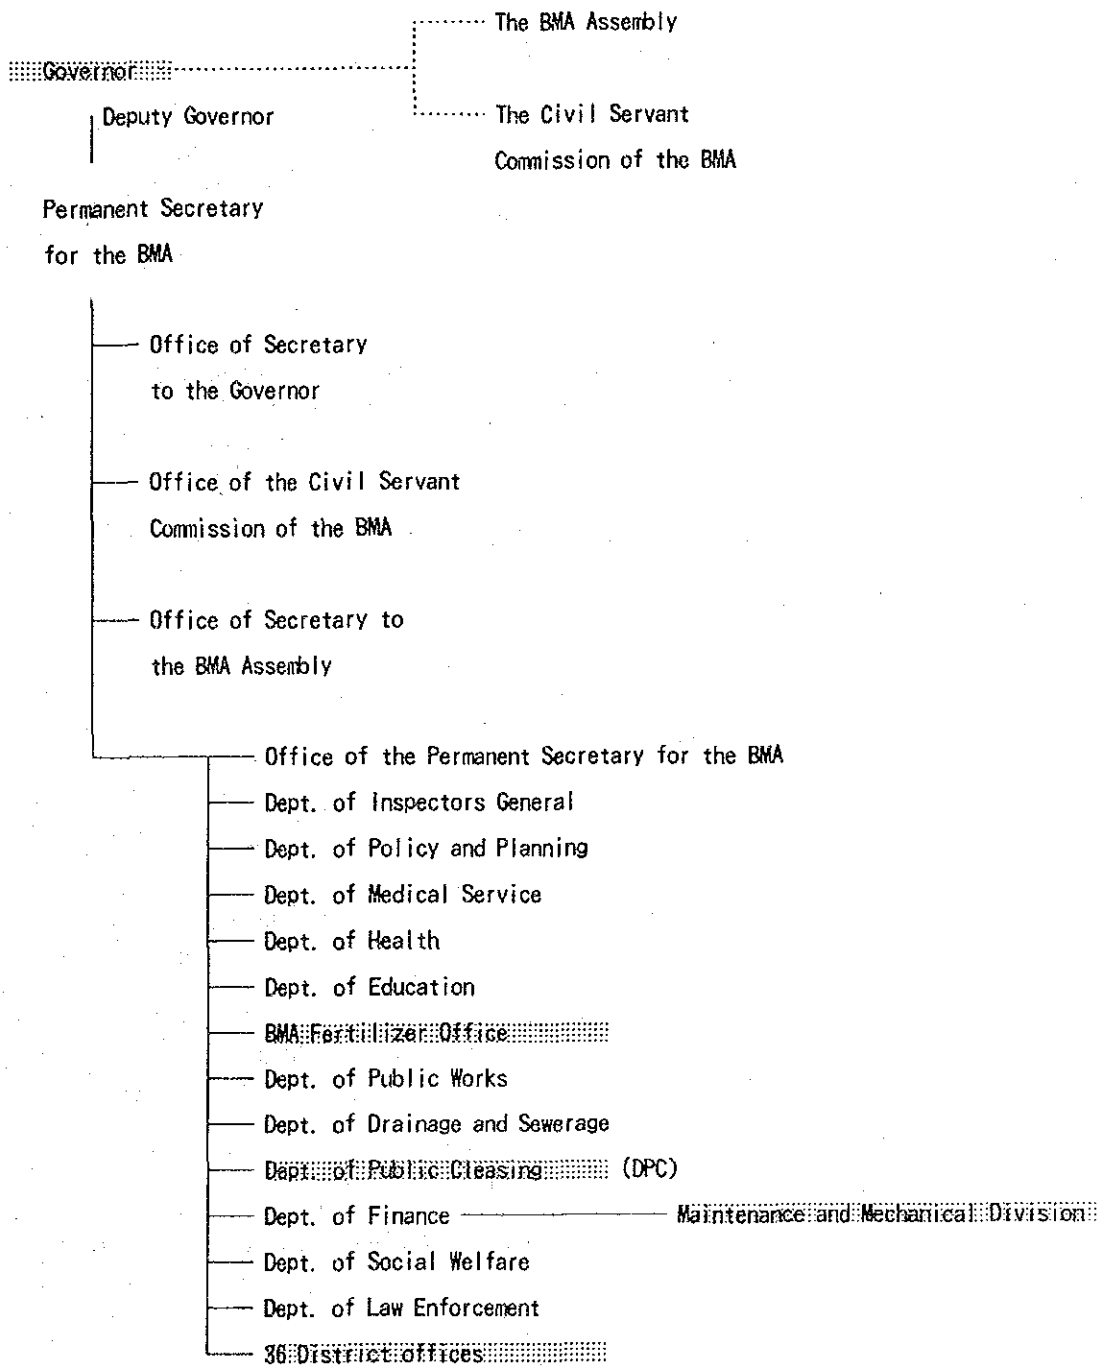 The BMA Assembly
Governor
Deputy Governor
The Civil Servant
Commission of the BMA
Permanent Secretary
for the BMA
Office of Secretary
to the Governor
Office of the Civil Servant
Commission of the BMA
Office of Secretary to
the BMA Assembly
Office of the Permanent Secretary for the BMA
Dept. of Inspectors General
Dept. of Policy and Planning
Dept. of Medical Service
Dept. of Health
Dept. of Education
BMA Fertilizer Office
Dept. of Public Works
Dept. of Drainage and Sewerage
Dept. of Public Cleasing (DPC)
Dept. of Finance Maintenance and Mechanical Division
Dept. of Social Welfare
Dept. of Law Enforcement
36 District offices